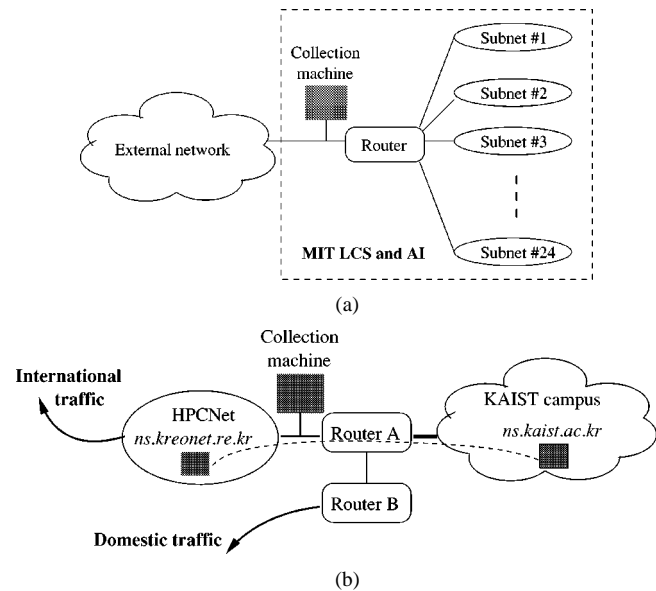 Collection
machine
External network
Router
Subnet #1
Subnet #2
Subnet #3
Subnet #24
MIT LCS and AI
(a)
International
traffic
Collection
machine
HPCNet
ns.kreonet.re.kr
Router A
KAIST campus
ns.kaist.ac.kr
Router B
Domestic traffic
(b)